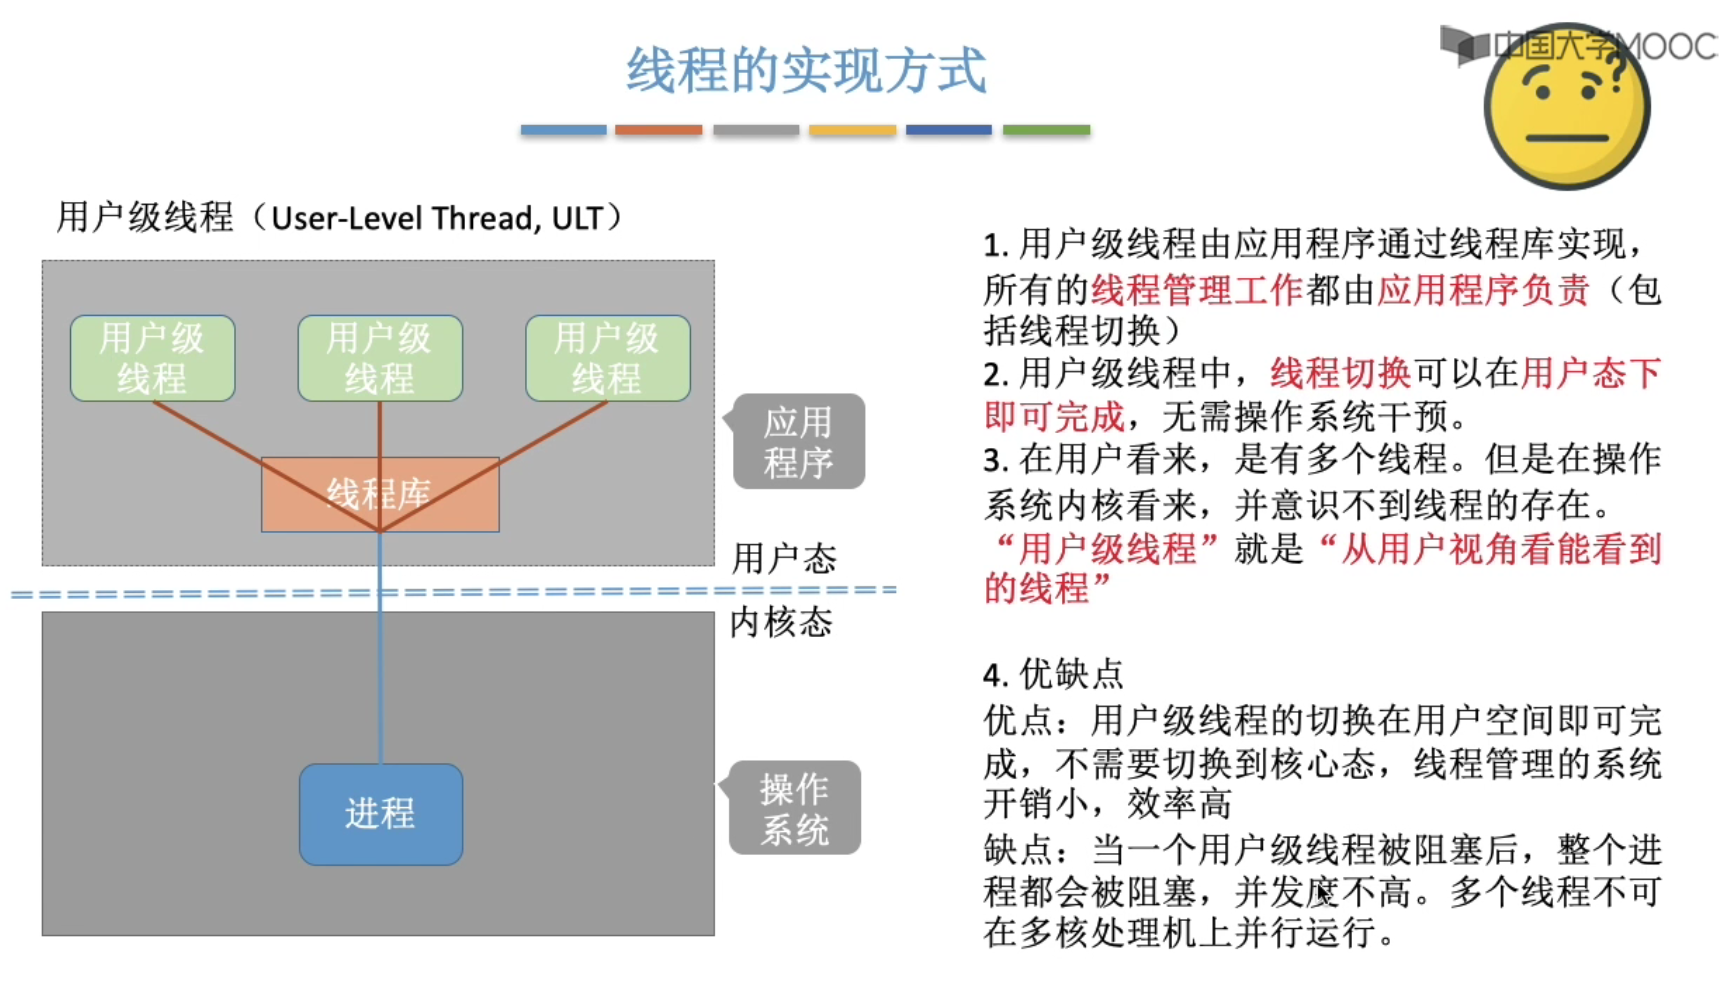 中国大学MOOC
线程的实现方式
用户级线程（User-Level Thread, ULT）
用户级
线程
用户级
线程
用户级
线程
线程库
应用
程序
用户态
内核态
进程
操作
系统
1. 用户级线程由应用程序通过线程库实现，
所有的线程管理工作都由应用程序负责（包
括线程切换）
2. 用户级线程中，线程切换可以在用户态下
即可完成，无需操作系统干预。
3. 在用户看来，是有多个线程。但是在操作
系统内核看来，并意识不到线程的存在。
“用户级线程”就是“从用户视角看能看到
的线程”
4. 优缺点
优点：用户级线程的切换在用户空间即可完
成，不需要切换到核心态，线程管理的系统
开销小，效率高
缺点：当一个用户级线程被阻塞后，整个进
程都会被阻塞，并发度不高。多个线程不可
在多核处理机上并行运行。